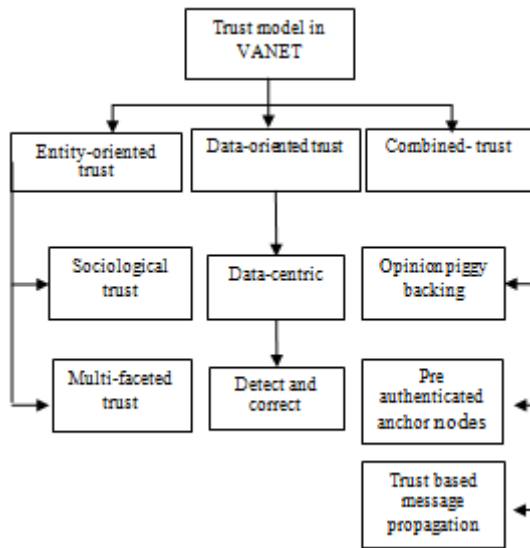 Trust model in
VANET
Entity-oriented
trust
Data-oriented trust
Combined- trust
Sociological
trust
Data-centric
Opinion piggy
backing
Multi-faceted
trust
Detect and
correct
Pre
authenticated
anchor nodes
Trust based
message
propagation